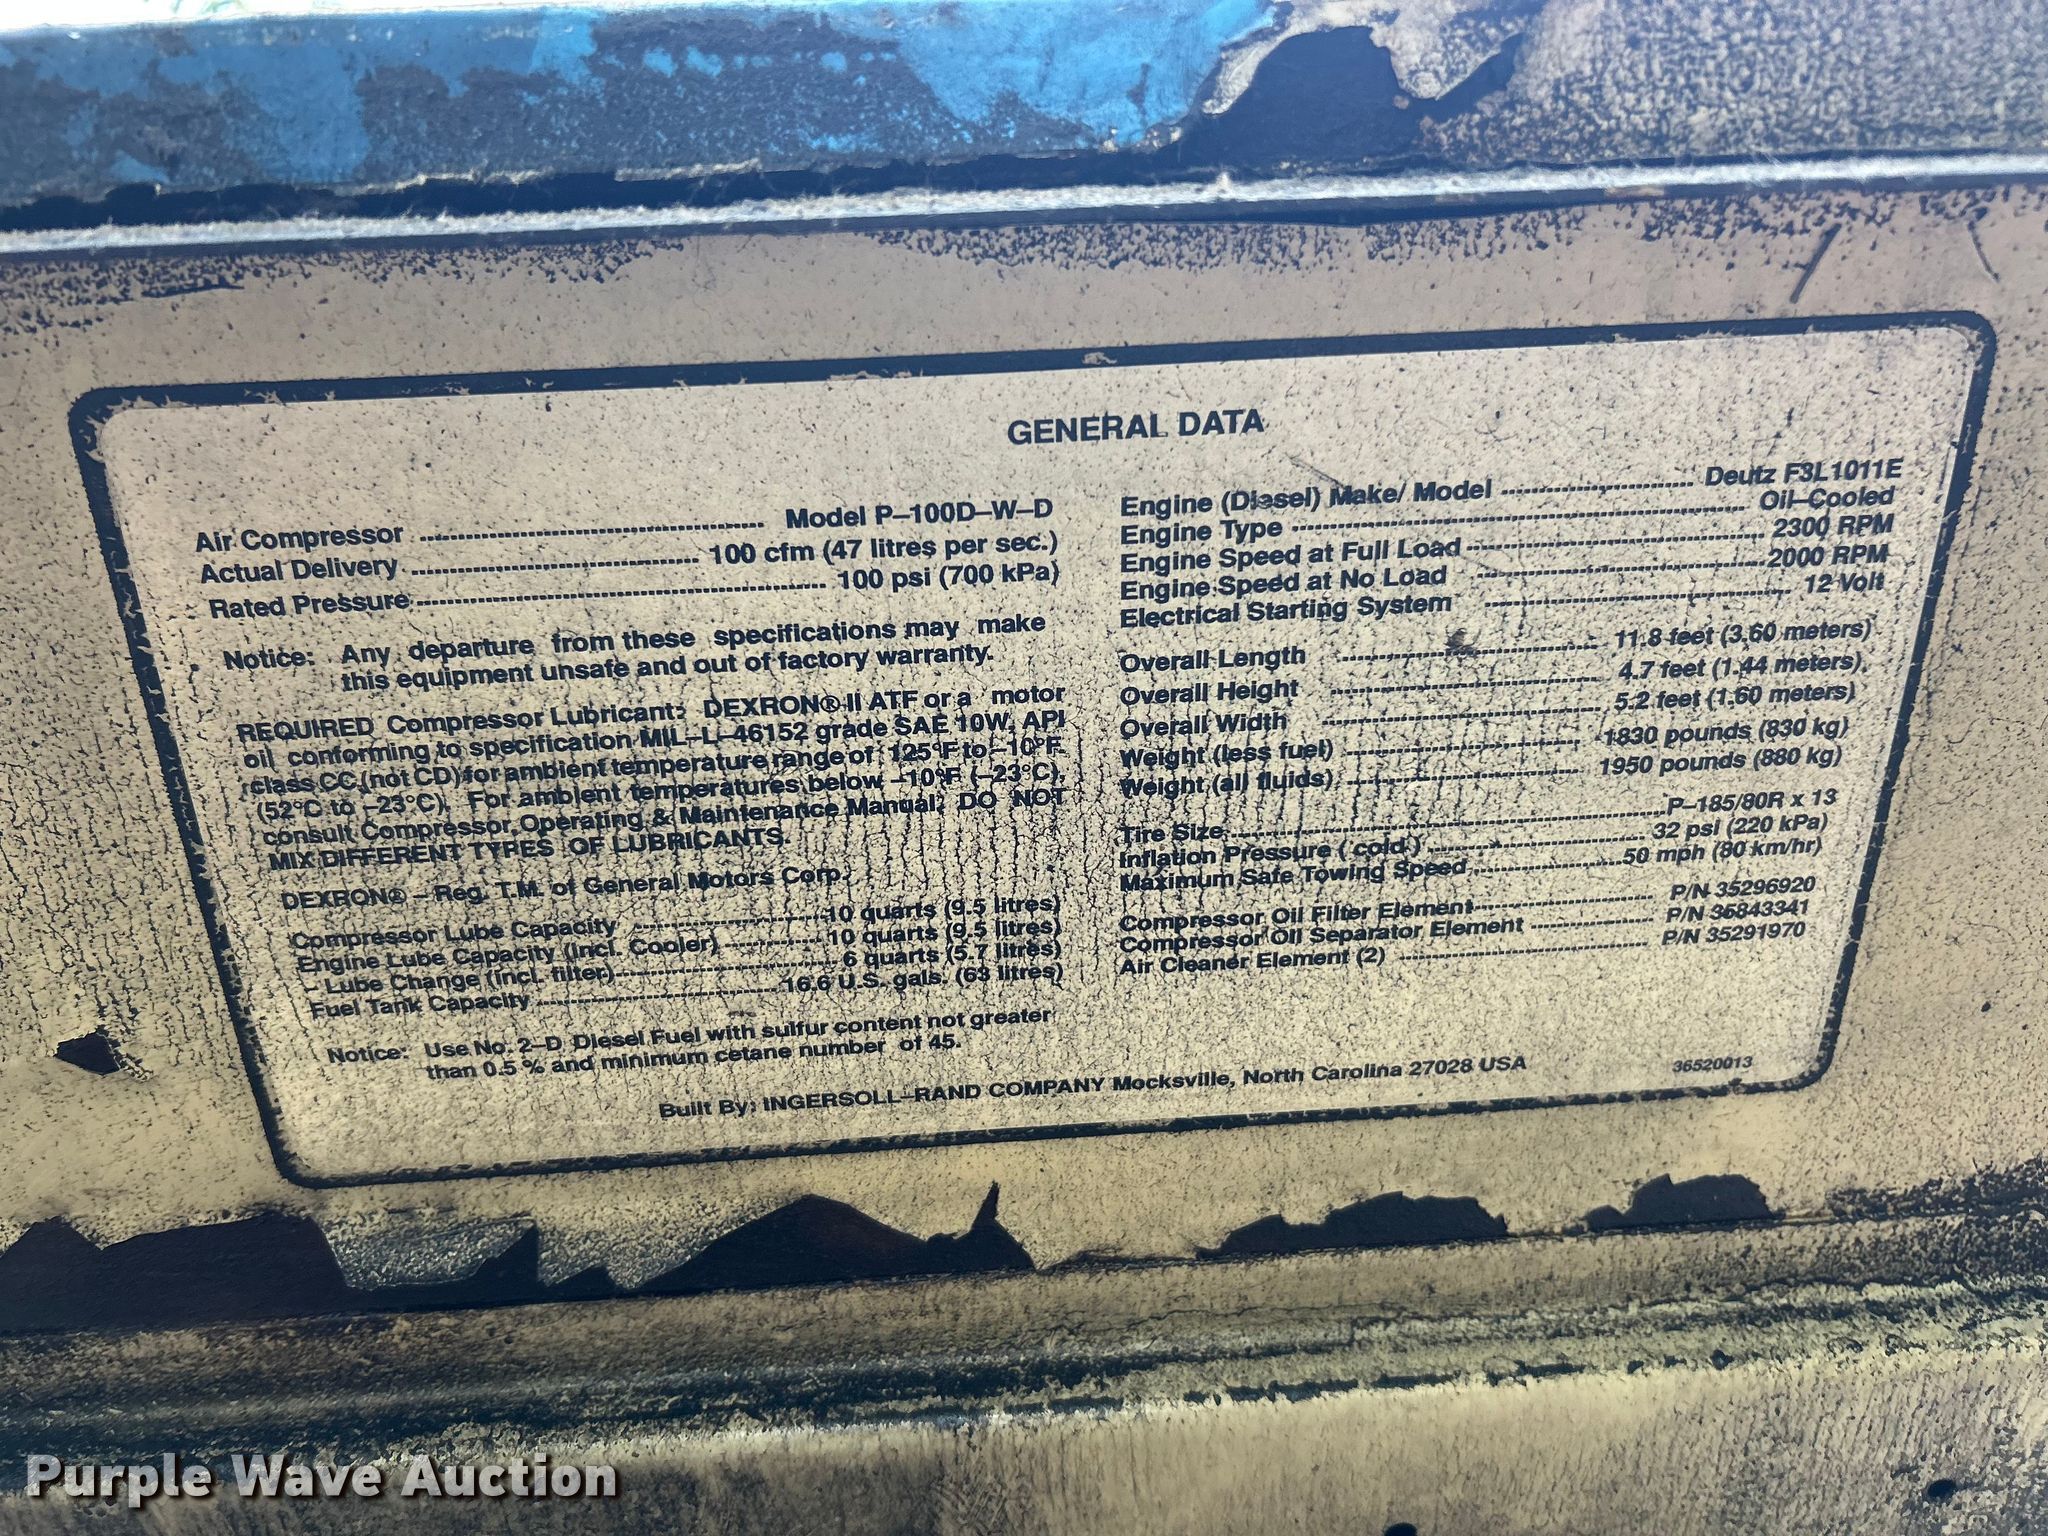 GENERAL DATA
Air Compressor ........ Model P–100D–W–D
Actual Delivery ........ 100 cfm (47 litres per sec.)
Rated Pressure ........ 100 psi (700 kPa)
Notice: Any departure from these specifications may make
this equipment unsafe and out of factory warranty.
REQUIRED Compressor Lubricant: DEXRON® II ATF or a motor
oil conforming to specification MIL–L–46152 grade SAE 10W, API
class CC (not CD) for ambient temperature range of 125°F to –10°F
(52°C to –23°C). For ambient temperatures below –10°F (–23°C),
consult Compressor Operating & Maintenance Manual. DO NOT
MIX DIFFERENT TYPES OF LUBRICANTS.
DEXRON® – Reg. T.M. of General Motors Corp.
Compressor Lube Capacity ........ 10 quarts (9.5 litres)
Engine Lube Capacity (incl. Cooler) ........ 10 quarts (9.5 litres)
– Lube Change (incl. filter) ........ 6 quarts (5.7 litres)
Fuel Tank Capacity ........ 16.6 U.S. gals. (63 litres)
Notice: Use No. 2–D Diesel Fuel with sulfur content not greater
than 0.5 % and minimum cetane number of 45.
Engine (Diesel) Make/ Model ........ Deutz F3L1011E
Engine Type ........ Oil–Cooled
Engine Speed at Full Load ........ 2300 RPM
Engine Speed at No Load ........ 2000 RPM
Electrical Starting System ........ 12 Volt
Overall Length ........ 11.8 feet (3.60 meters)
Overall Height ........ 4.7 feet (1.44 meters)
Overall Width ........ 5.2 feet (1.60 meters)
Weight (less fuel) ........ 1830 pounds (830 kg)
Weight (all fluids) ........ 1950 pounds (880 kg)
Tire Size ........ P–185/80R x 13
Inflation Pressure ( cold ) ........ 32 psi (220 kPa)
Maximum Safe Towing Speed ........ 50 mph (80 km/hr)
Compressor Oil Filter Element ........ P/N 35296920
Compressor Oil Separator Element ........ P/N 36843341
Air Cleaner Element (2) ........ P/N 35291970
Built By: INGERSOLL–RAND COMPANY Mocksville, North Carolina 27028 USA
36520013
Purple Wave Auction